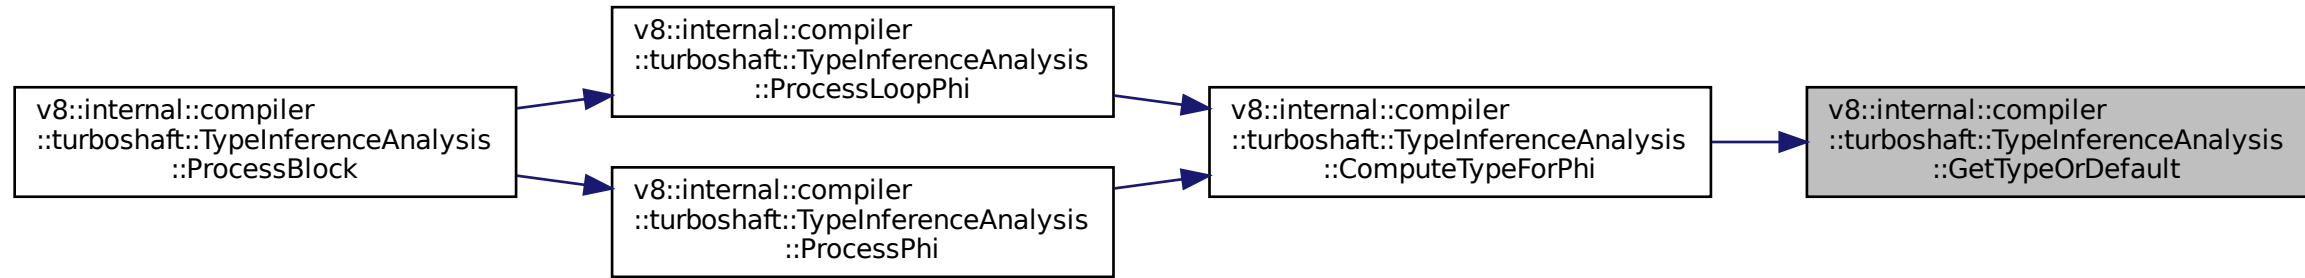 v8::internal::compiler
::turboshaft::TypeInferenceAnalysis
::ProcessBlock
v8::internal::compiler
::turboshaft::TypeInferenceAnalysis
::ProcessLoopPhi
v8::internal::compiler
::turboshaft::TypeInferenceAnalysis
::ProcessPhi
v8::internal::compiler
::turboshaft::TypeInferenceAnalysis
::ComputeTypeForPhi
v8::internal::compiler
::turboshaft::TypeInferenceAnalysis
::GetTypeOrDefault